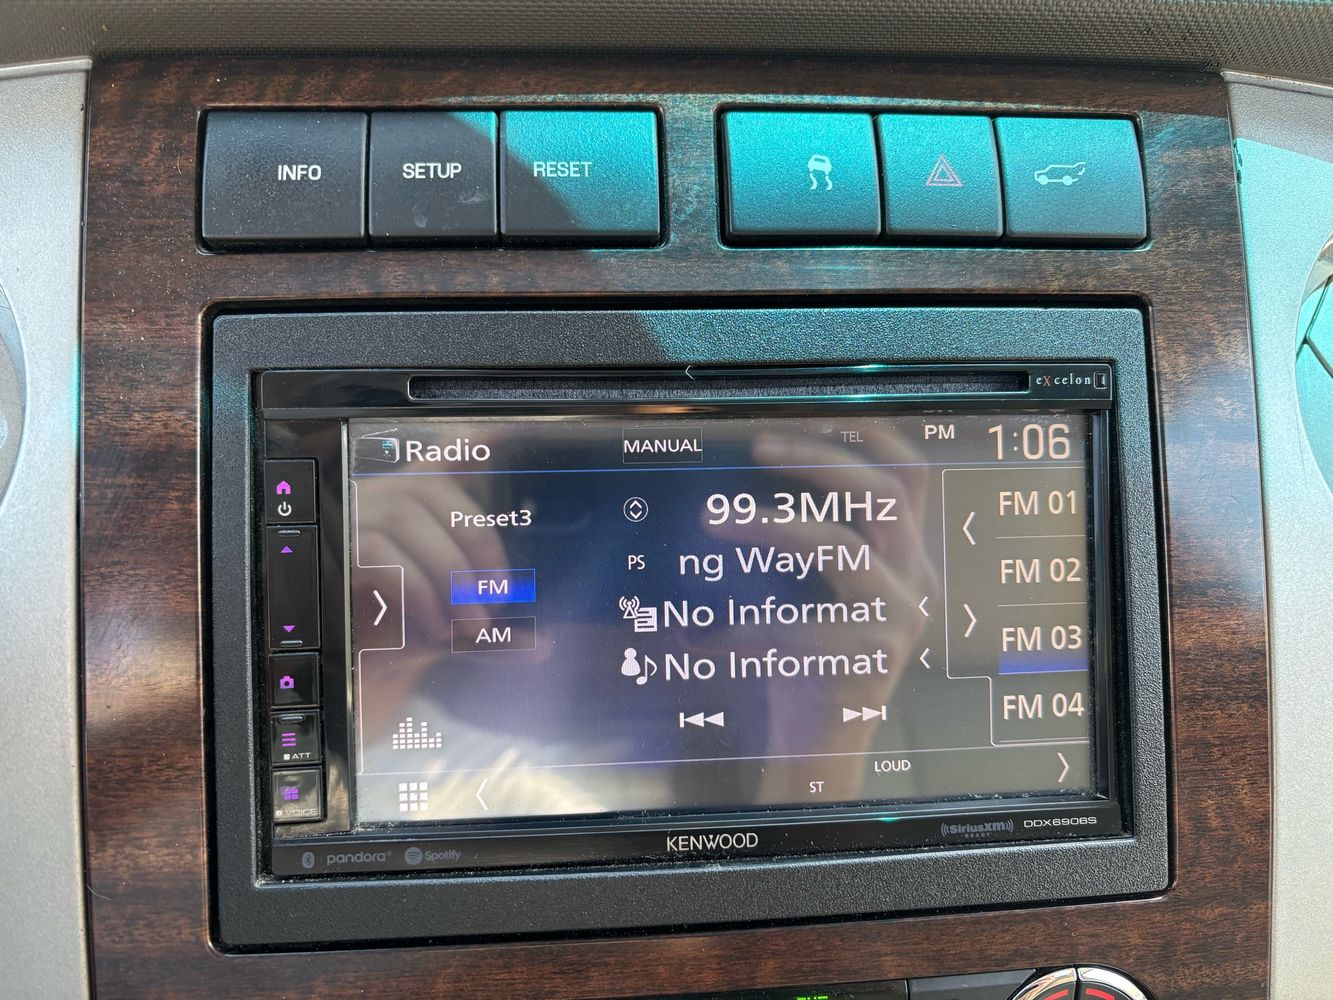 INFO
SETUP
RESET
eXcelon
Radio
MANUAL
TEL
PM
1:06
Preset3
99.3MHz
FM 01
PS
ng WayFM
FM
FM 02
No Informat
AM
FM 03
No Informat
FM 04
LOUD
ST
ATT
VOICE
KENWOOD
SiriusXM
READY
DDX6906S
pandora
Spotify